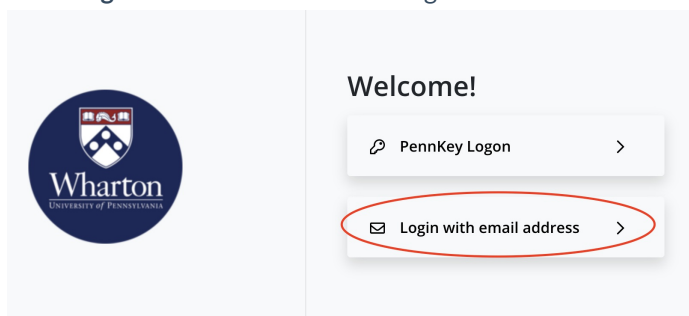 Wharton
UNIVERSITY of PENNSYLVANIA
Welcome!
PennKey Logon
Login with email address